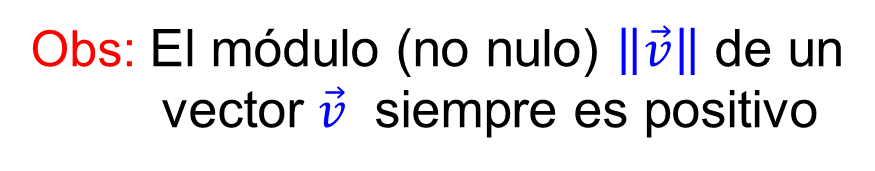 Obs: El módulo (no nulo) ‖v⃗‖ de un
vector v⃗ siempre es positivo